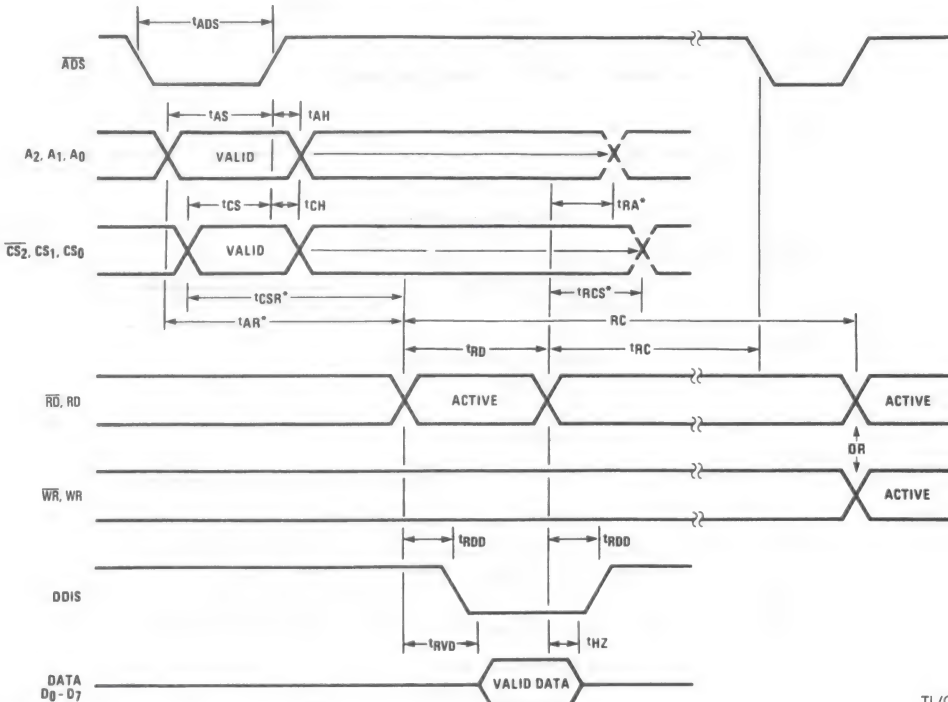 tADS
ADS
tAS tAH
A2, A1, A0 VALID X
tRA*
tCS tCH
CS2, CS1, CS0 VALID X
tCSR* tRCS*
tAR* RC
tRD tRC
RD, RD ACTIVE ACTIVE
OR
WR, WR ACTIVE
tRDD tRDD
DDIS
tRVD tHZ
DATA VALID DATA
D0 - D7